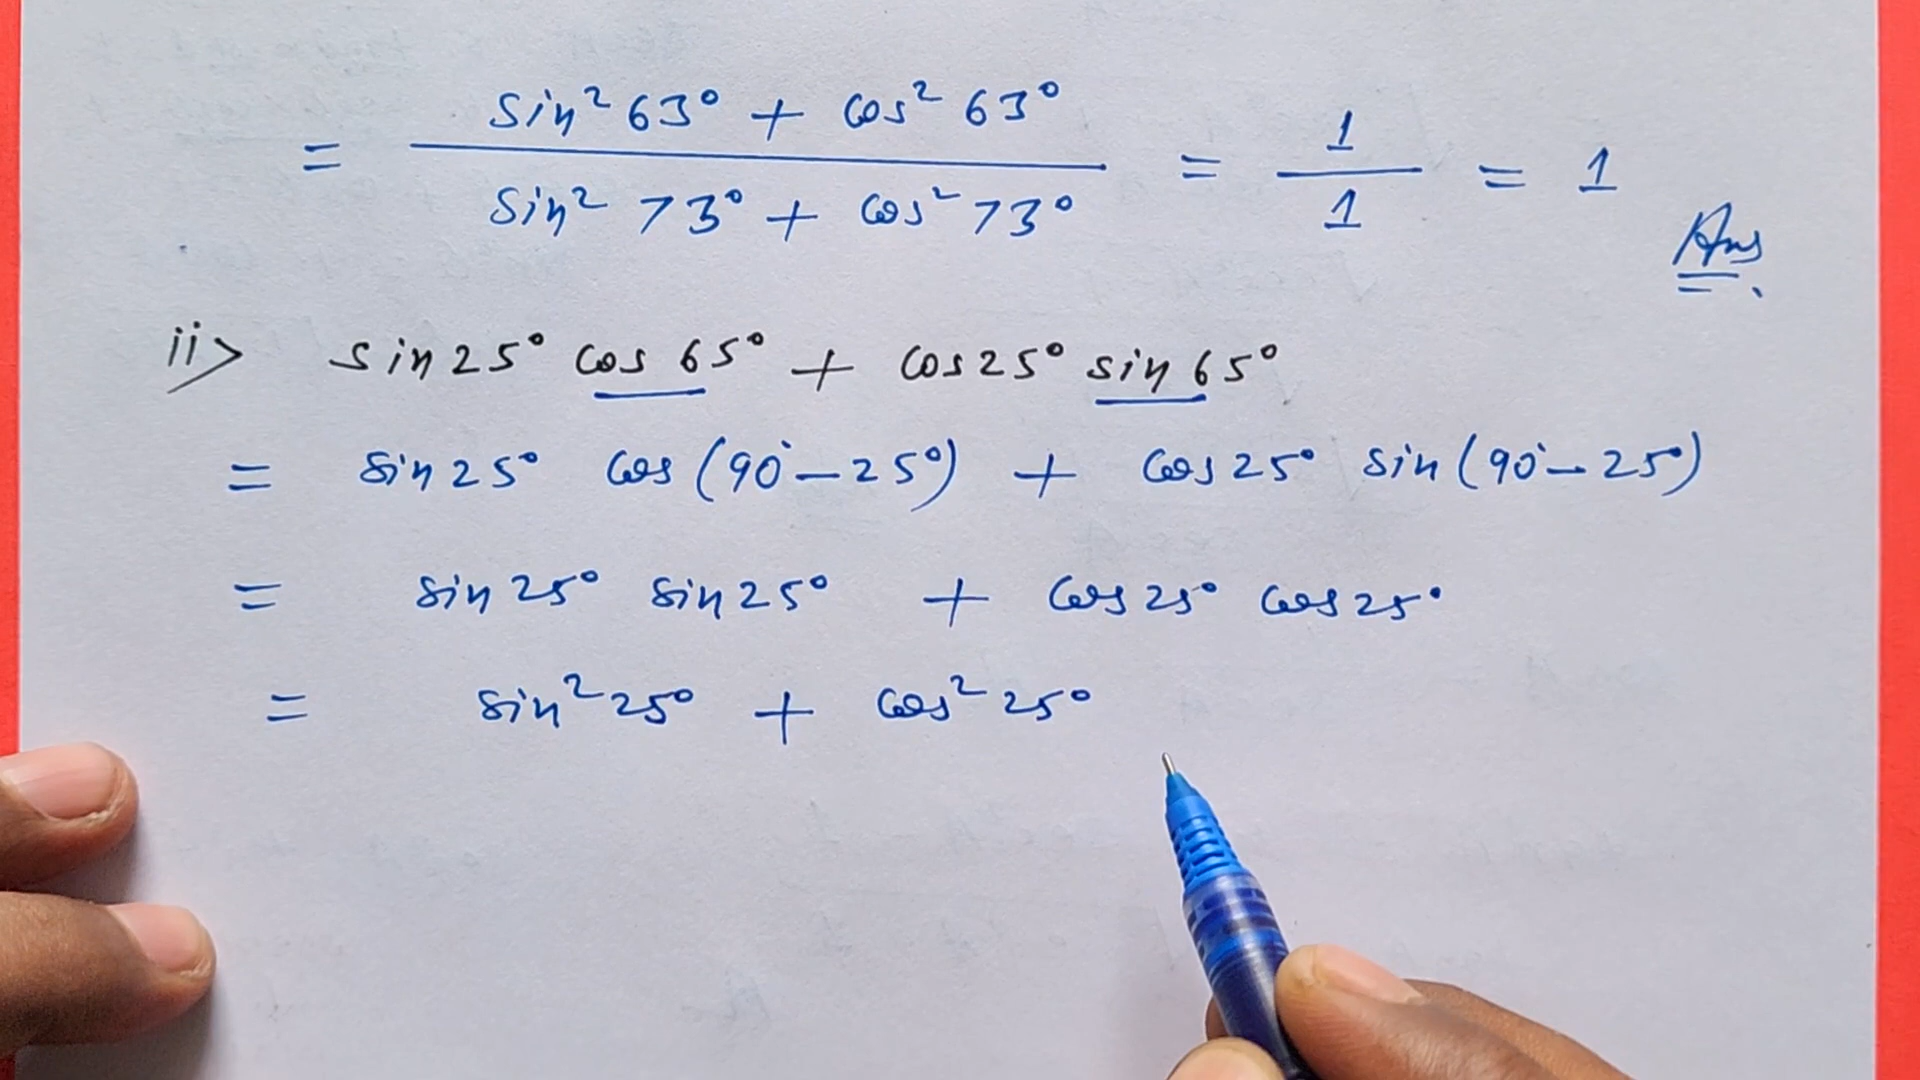 = sin² 63° + cos² 63° / sin² 73° + cos² 73° = 1 / 1 = 1
Ans.
ii> sin 25° cos 65° + cos 25° sin 65°
= sin 25° cos (90° - 25°) + cos 25° sin (90° - 25°)
= sin 25° sin 25° + cos 25° cos 25°
= sin² 25° + cos² 25°